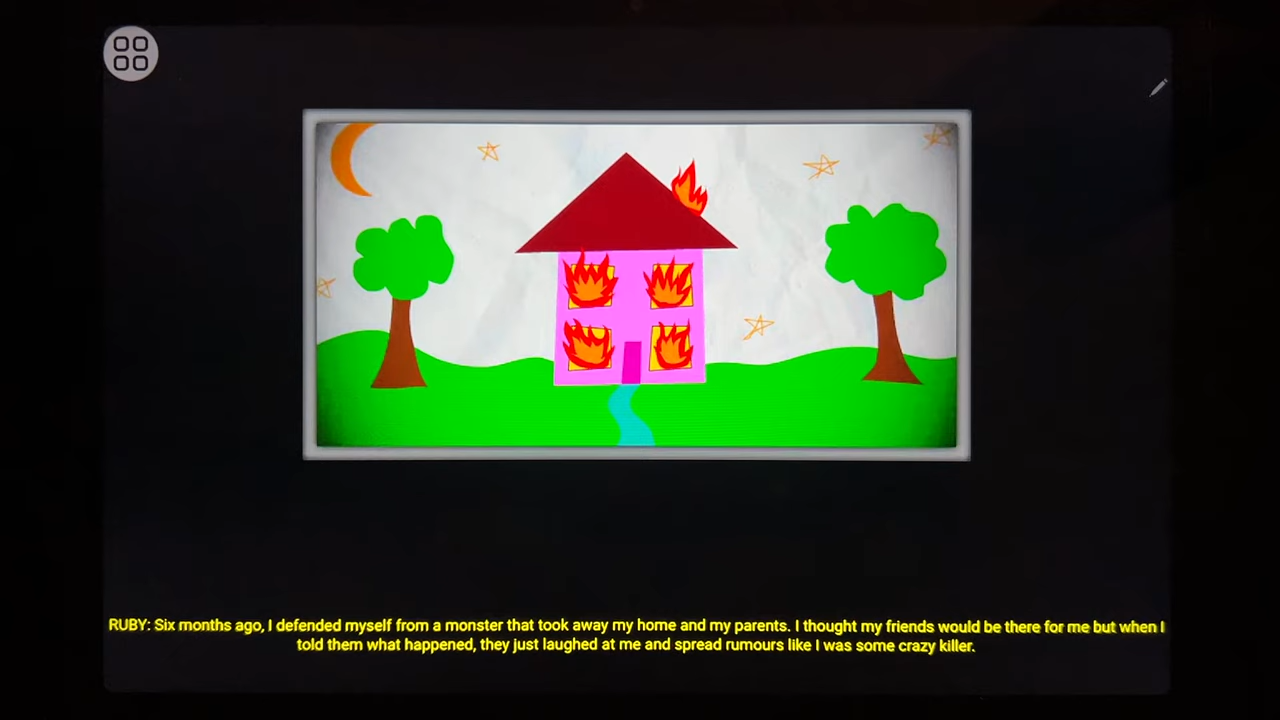 RUBY: Six months ago, I defended myself from a monster that took away my home and my parents. I thought my friends would be there for me but when I
told them what happened, they just laughed at me and spread rumours like I was some crazy killer.